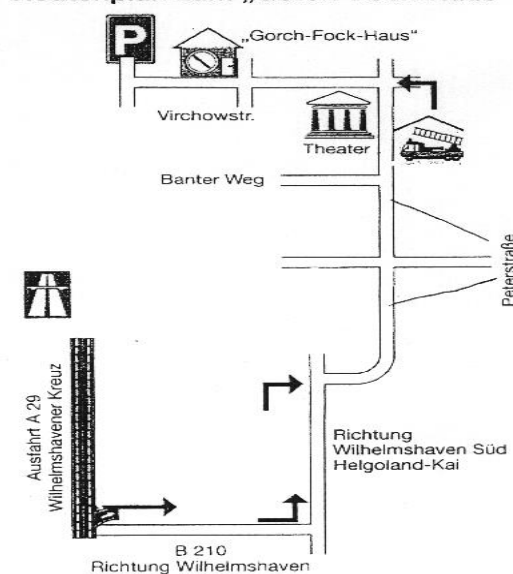 P
„Gorch-Fock-Haus“
Virchowstr.
Theater
Banter Weg
Peterstraße
Ausfahrt A 29
Wilhelmshavener Kreuz
Richtung
Wilhelmshaven Süd
Helgoland-Kai
B 210
Richtung Wilhelmshaven